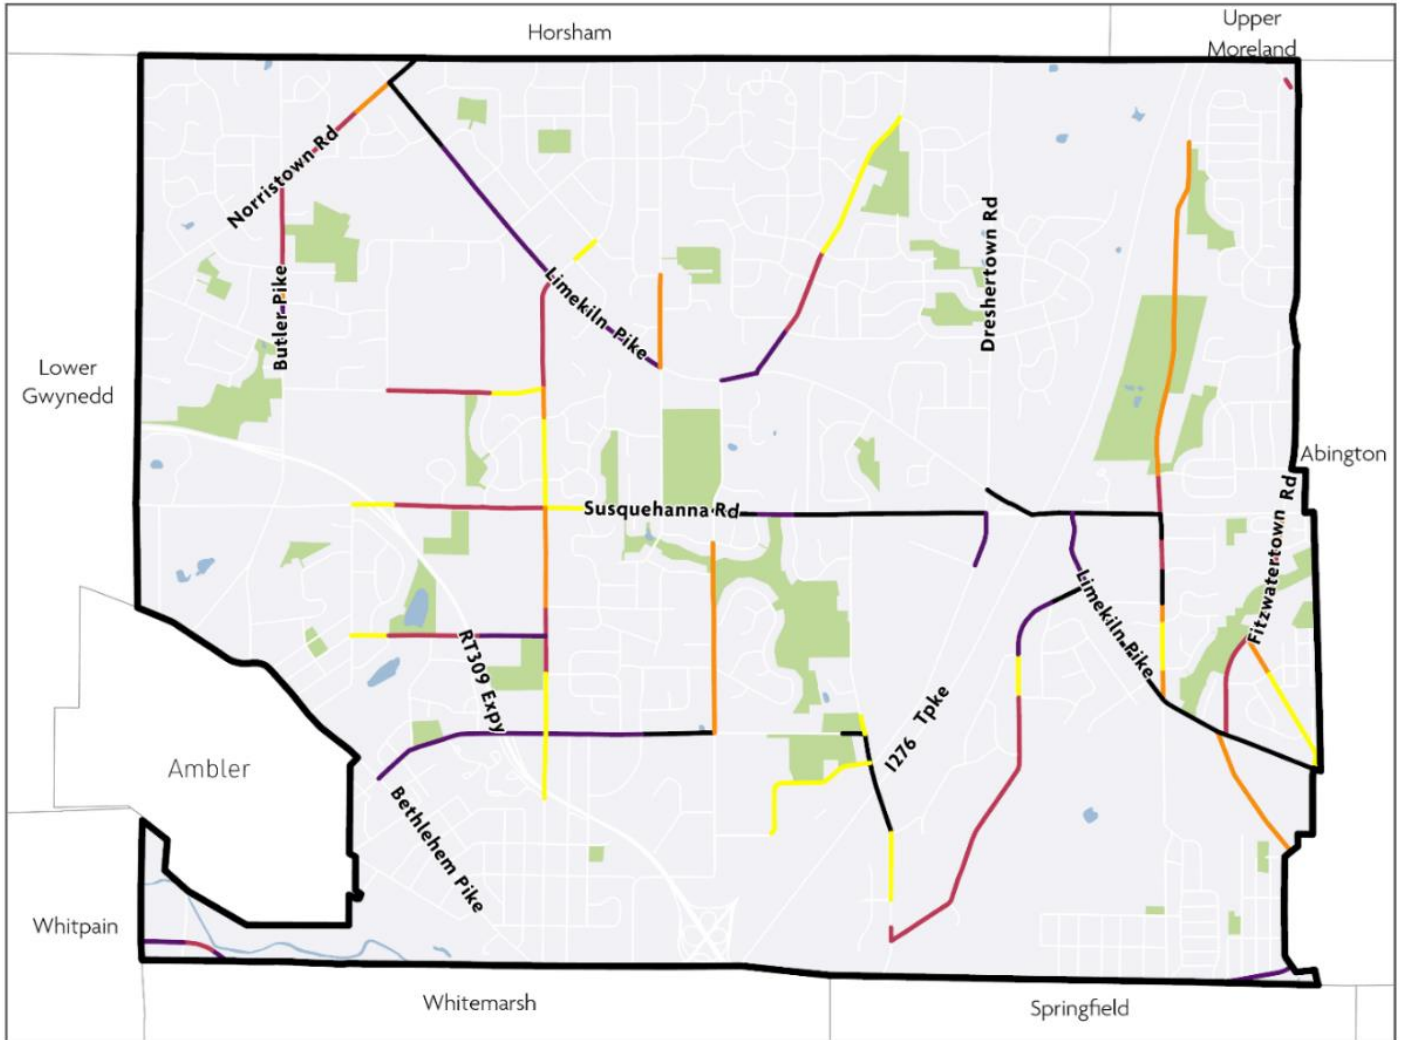 Horsham
Upper
Moreland
Norristown Rd
Butler Pike
Limekiln Pike
Dreshertown Rd
Lower
Gwynedd
Abington
Susquehanna Rd
Fitzwatertown Rd
Limekiln Pike
RT309 Expy
I276 Tpke
Ambler
Bethlehem Pike
Whitpain
Whitemarsh
Springfield